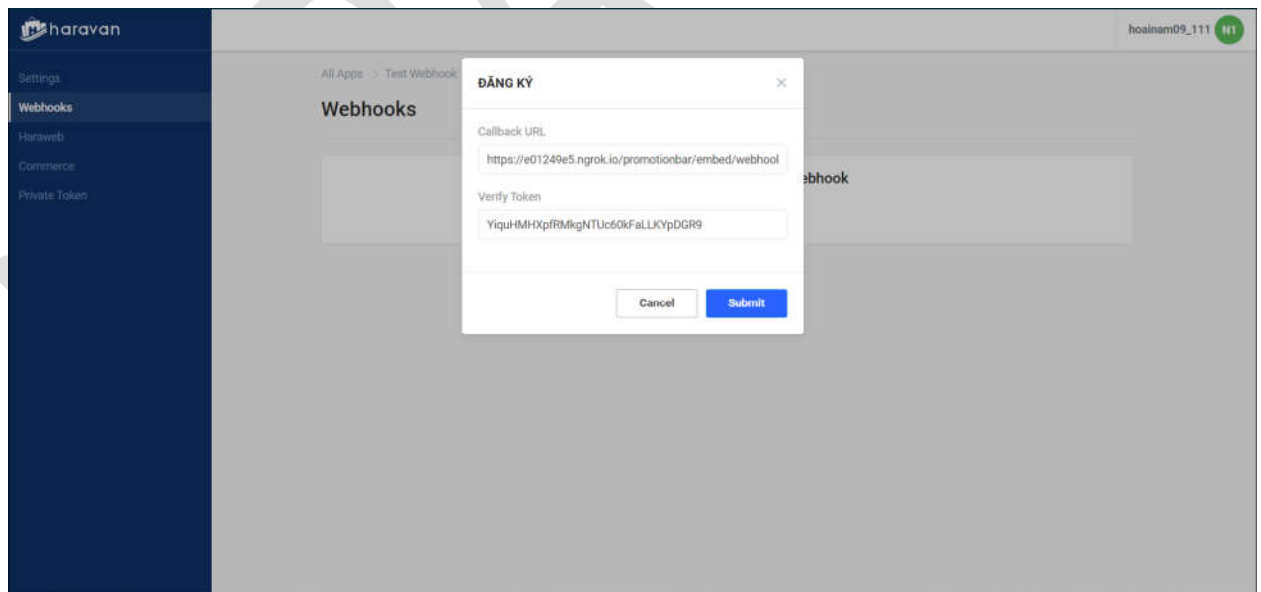 haravan
hoainam09_111 N1
Settings
Webhooks
Haraweb
Commerce
Private Token
All Apps > Test Webhook
Webhooks
ebhook
ĐĂNG KÝ ×
Callback URL
https://e01249e5.ngrok.io/promotionbar/embed/webhool
Verify Token
YiquHMHXpfRMkgNTUc60kFaLLKYpDGR9
Cancel Submit